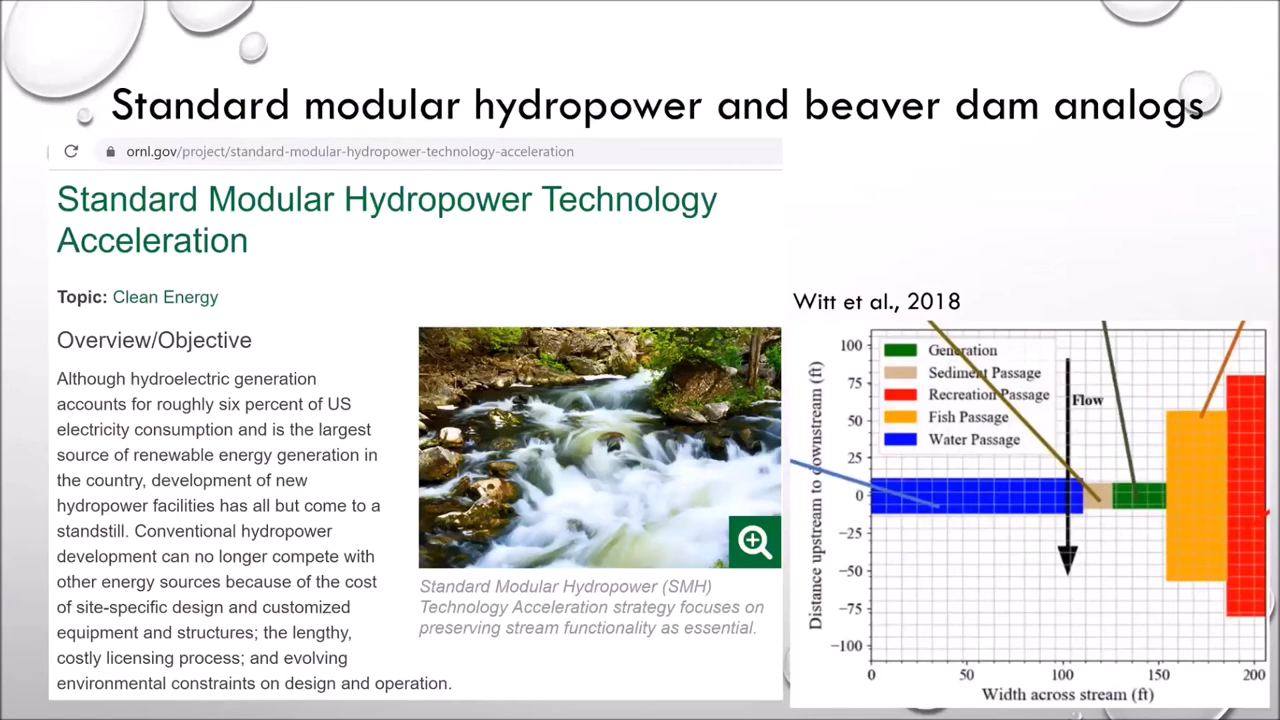 Standard modular hydropower and beaver dam analogs
ornl.gov/project/standard-modular-hydropower-technology-acceleration
Standard Modular Hydropower Technology
Acceleration
Topic: Clean Energy
Overview/Objective
Although hydroelectric generation
accounts for roughly six percent of US
electricity consumption and is the largest
source of renewable energy generation in
the country, development of new
hydropower facilities has all but come to a
standstill. Conventional hydropower
development can no longer compete with
other energy sources because of the cost
of site-specific design and customized
equipment and structures; the lengthy,
costly licensing process; and evolving
environmental constraints on design and operation.
Standard Modular Hydropower (SMH)
Technology Acceleration strategy focuses on
preserving stream functionality as essential.
Witt et al., 2018
Generation
Sediment Passage
Recreation Passage
Fish Passage
Water Passage
Flow
Distance upstream to downstream (ft)
100
75
50
25
0
−25
−50
−75
−100
0 50 100 150 200
Width across stream (ft)